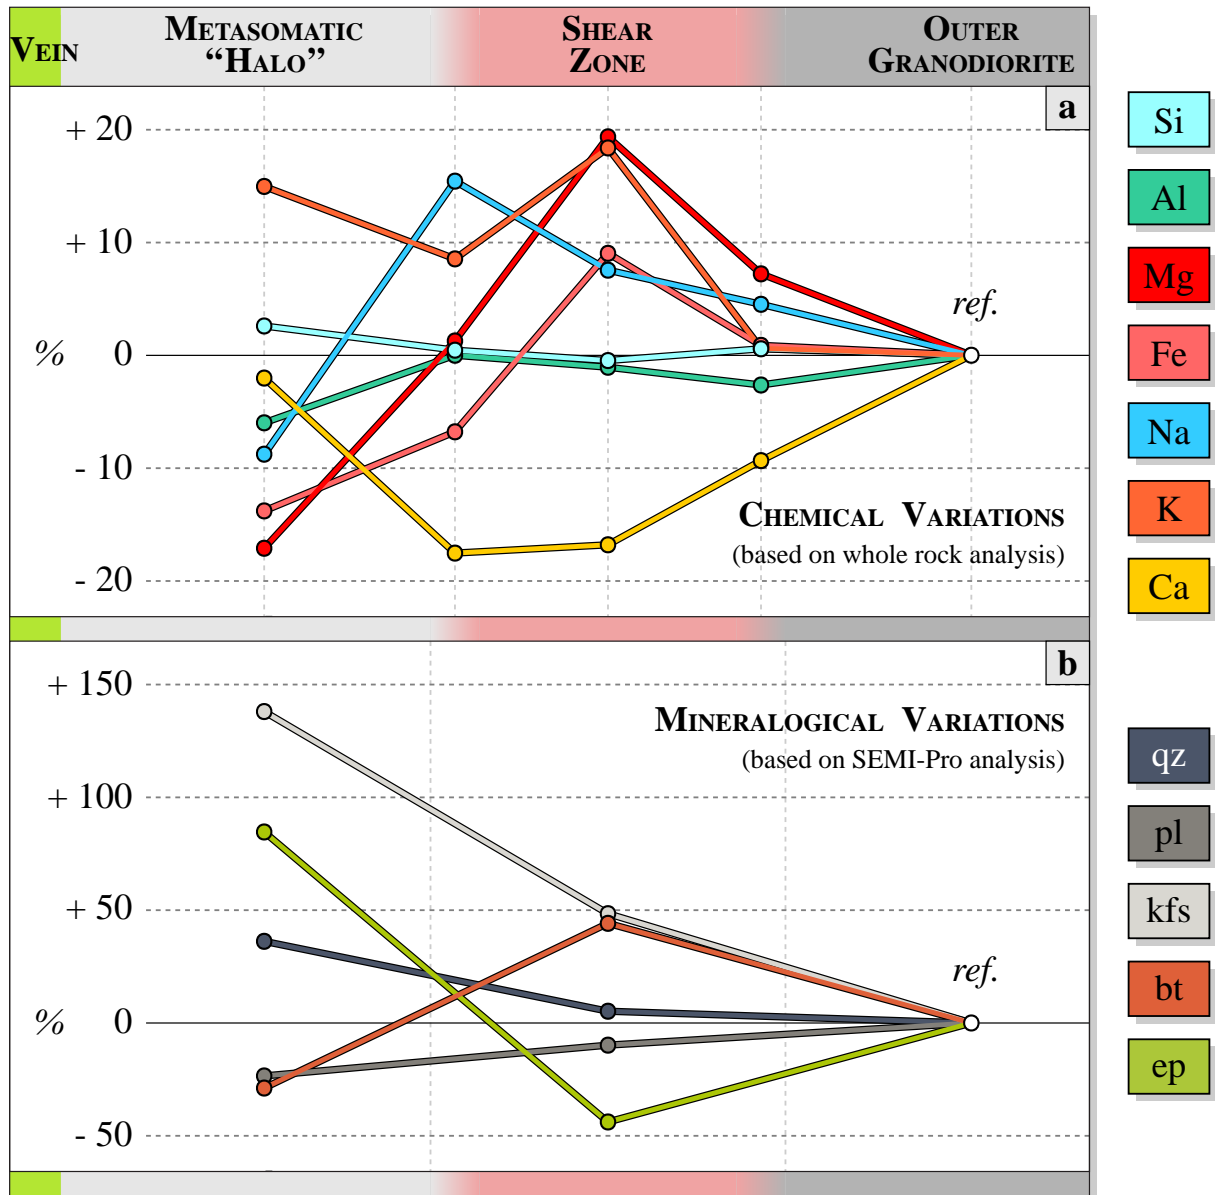 VEIN
METASOMATIC
“HALO”
SHEAR
ZONE
OUTER
GRANODIORITE
a
+ 20
+ 10
% 0
- 10
- 20
ref.
CHEMICAL VARIATIONS
(based on whole rock analysis)
Si
Al
Mg
Fe
Na
K
Ca
b
+ 150
+ 100
+ 50
% 0
- 50
MINERALOGICAL VARIATIONS
(based on SEMI-Pro analysis)
ref.
qz
pl
kfs
bt
ep